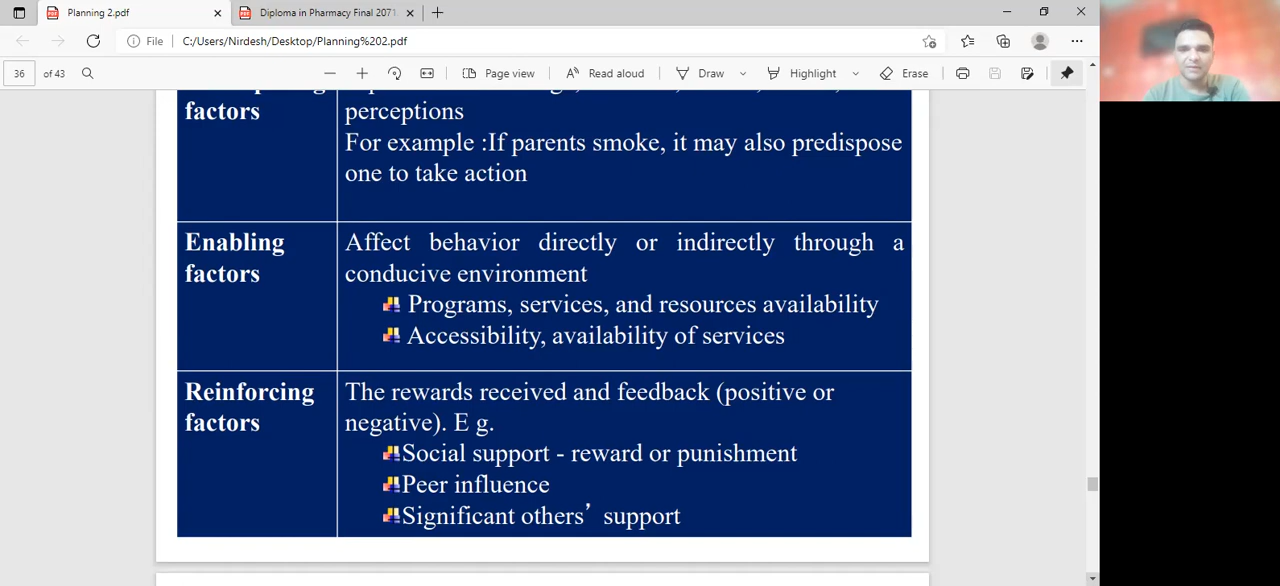 Planning 2.pdf
Diploma in Pharmacy Final 2071
File
C:/Users/Nirdesh/Desktop/Planning%202.pdf
36 of 43
Page view
Read aloud
Draw
Highlight
Erase
factors
perceptions
For example :If parents smoke, it may also predispose
one to take action
Enabling
factors
Affect behavior directly or indirectly through a
conducive environment
Programs, services, and resources availability
Accessibility, availability of services
Reinforcing
factors
The rewards received and feedback (positive or
negative). E g.
Social support - reward or punishment
Peer influence
Significant others’ support